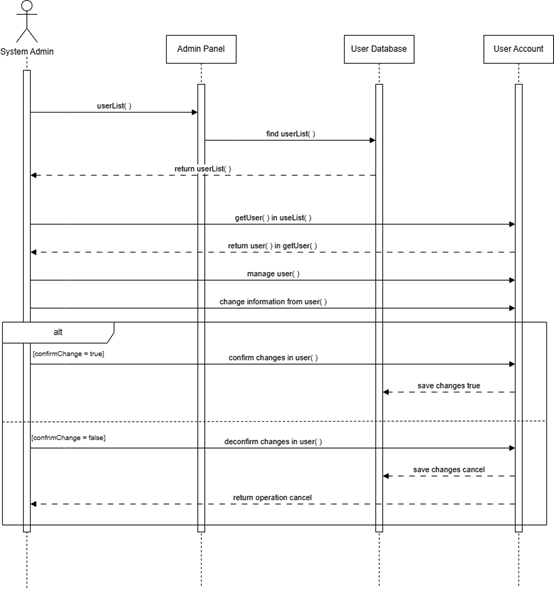 System Admin
Admin Panel
User Database
User Account
userList( )
find userList( )
return userList( )
getUser( ) in useList( )
return user( ) in getUser( )
manage user( )
change information from user( )
alt
[confirmChange = true]
confirm changes in user( )
save changes true
[confrimChange = false]
deconfirm changes in user( )
save changes cancel
return operation cancel